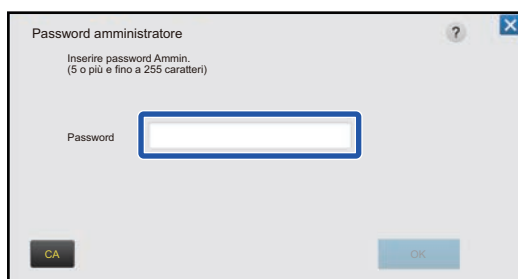 Password amministratore
?
Inserire password Ammin.
(5 o più e fino a 255 caratteri)
Password
CA
OK